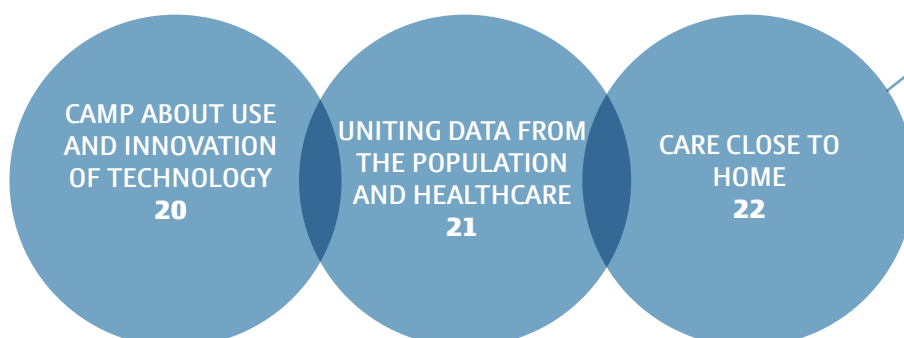 CAMP ABOUT USE
AND INNOVATION
OF TECHNOLOGY
20
UNITING DATA FROM
THE POPULATION
AND HEALTHCARE
21
CARE CLOSE TO
HOME
22